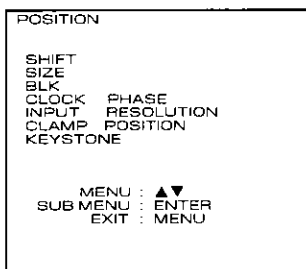 POSITION
SHIFT
SIZE
BLK
CLOCK PHASE
INPUT RESOLUTION
CLAMP POSITION
KEYSTONE
MENU : ▲▼
SUB MENU : ENTER
EXIT : MENU